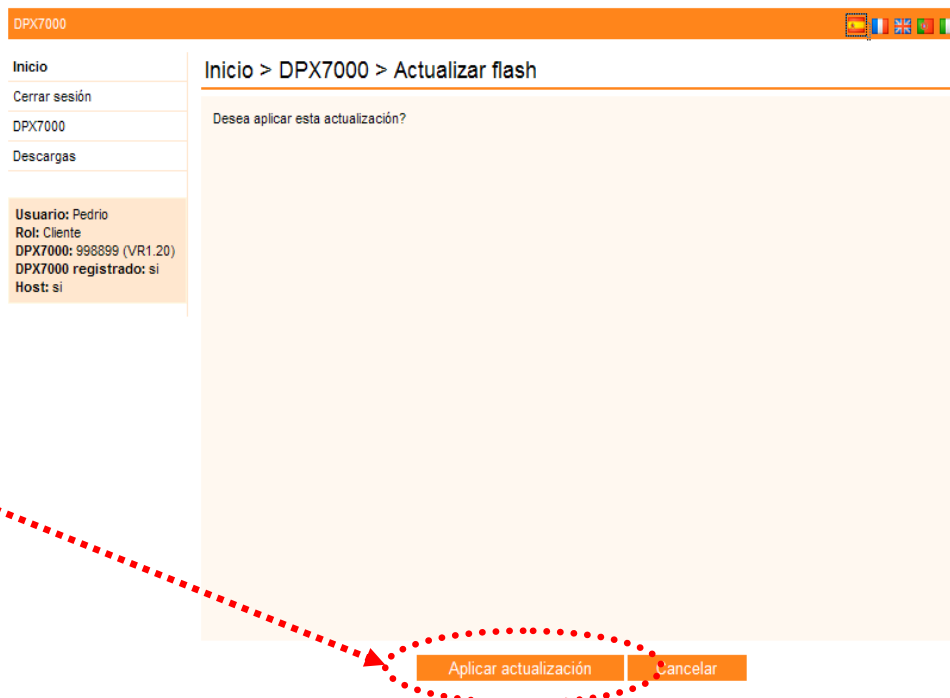 DPX7000
Inicio
Cerrar sesión
DPX7000
Descargas
Usuario: Pedrio
Rol: Cliente
DPX7000: 998899 (VR1.20)
DPX7000 registrado: si
Host: si
Inicio > DPX7000 > Actualizar flash
Desea aplicar esta actualización?
Aplicar actualización
Cancelar